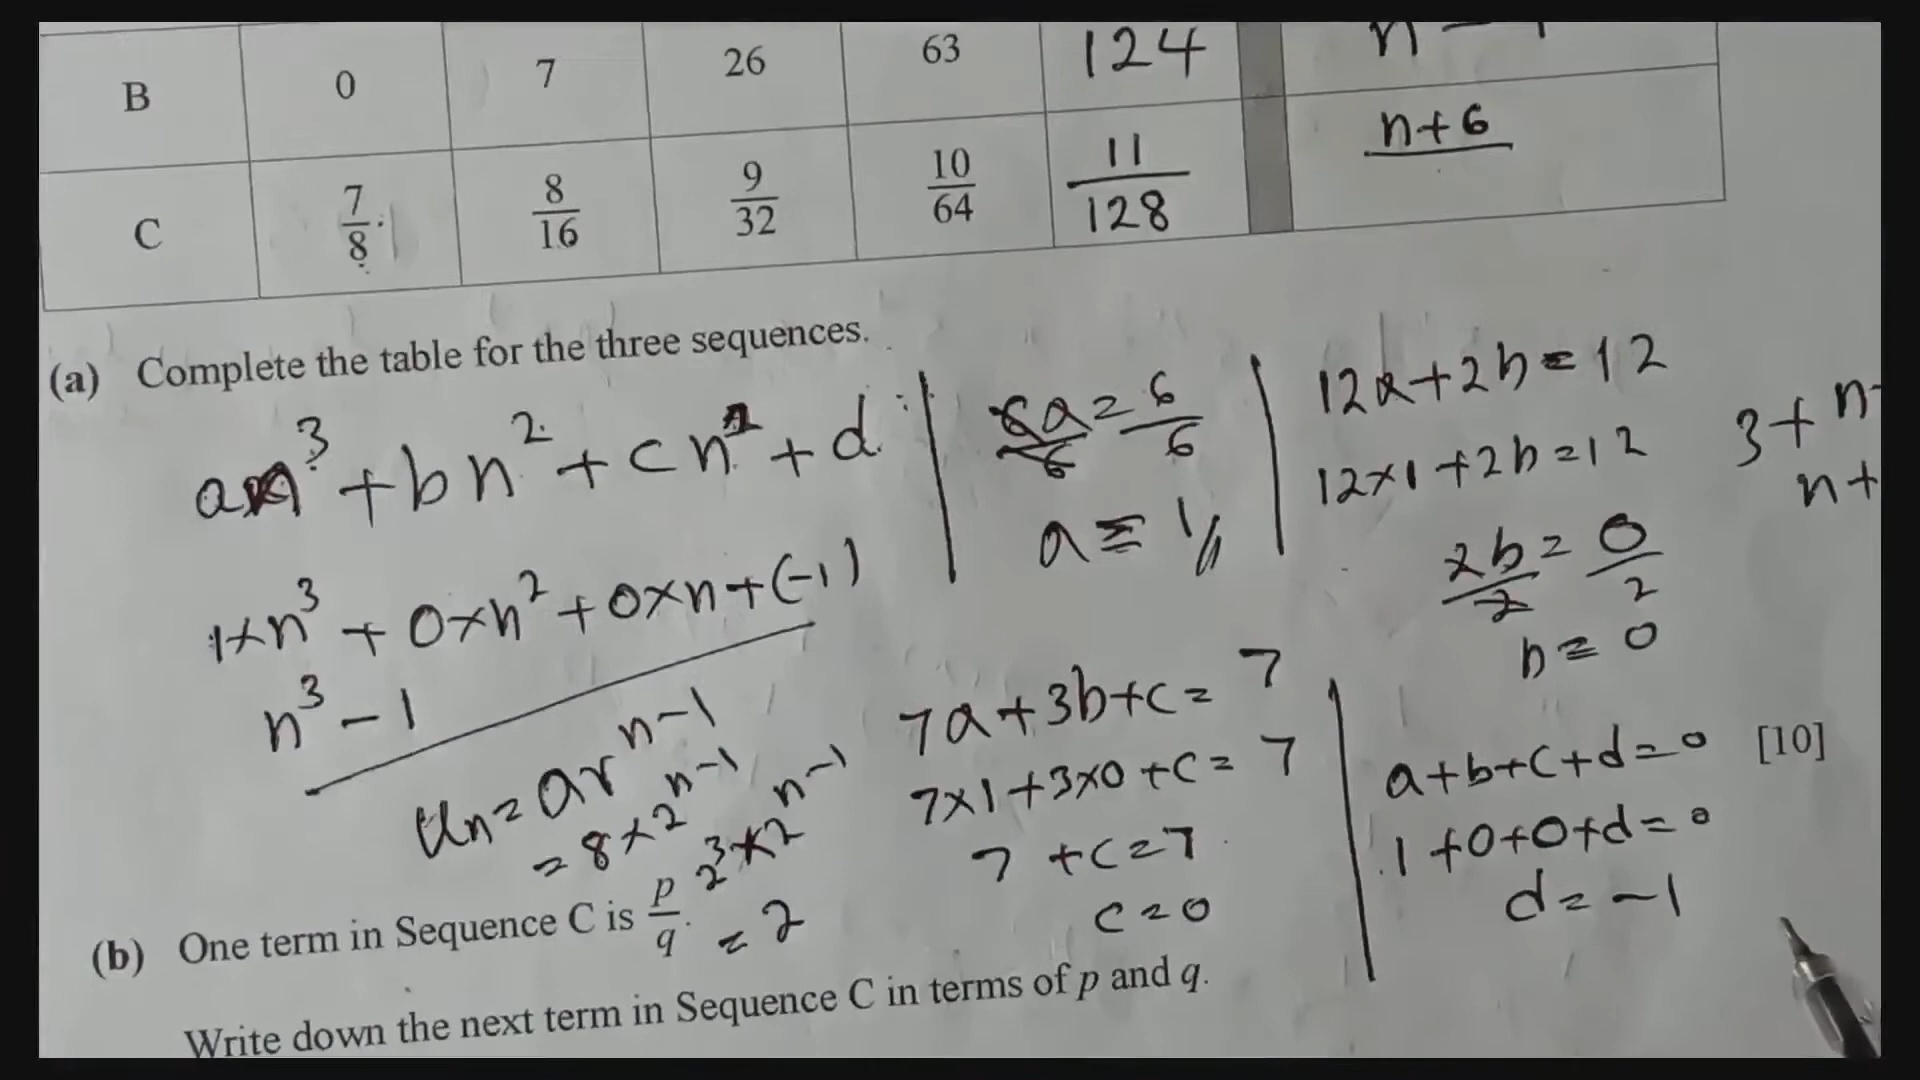 B 0 7 26 63 124 n - 1
C 7/8 8/16 9/32 10/64 11/128 n+6
(a) Complete the table for the three sequences.
an³ + bn² + cn + d
1×n³ + 0×n² + 0×n + (-1)
n³ - 1
6a/6 = 6/6
a = 1
12a + 2b = 12
12×1 + 2b = 12
2b/2 = 0/2
b = 0
3 + n-
n+
Un = ar^n-1
= 8×2^n-1
2³×2^n-1
= 2
7a + 3b + c = 7
7×1 + 3×0 + c = 7
7 + c = 7
c = 0
a + b + c + d = 0
1 + 0 + 0 + d = 0
d = -1
[10]
(b) One term in Sequence C is p/q.
Write down the next term in Sequence C in terms of p and q.